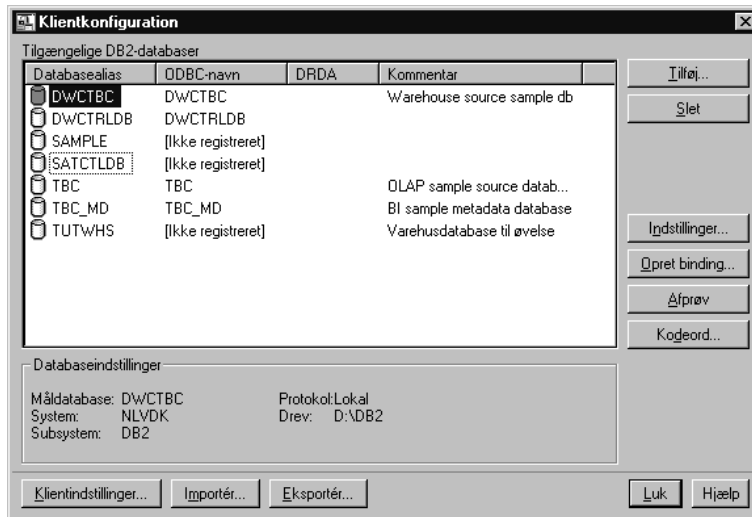 Klientkonfiguration
Tilgængelige DB2-databaser
Databasealias ODBC-navn DRDA Kommentar
DWCTBC DWCTBC Warehouse source sample db
DWCTRLDB DWCTRLDB
SAMPLE [Ikke registreret]
SATCTLDB [Ikke registreret]
TBC TBC OLAP sample source datab...
TBC_MD TBC_MD BI sample metadata database
TUTWHS [Ikke registreret] Varehusdatabase til øvelse
Tilføj...
Slet
Indstillinger...
Opret binding...
Afprøv
Kodeord...
Databaseindstillinger
Måldatabase: DWCTBC Protokol:Lokal
System: NLVDK Drev: D:\DB2
Subsystem: DB2
Klientindstillinger... Importér... Eksportér... Luk Hjælp